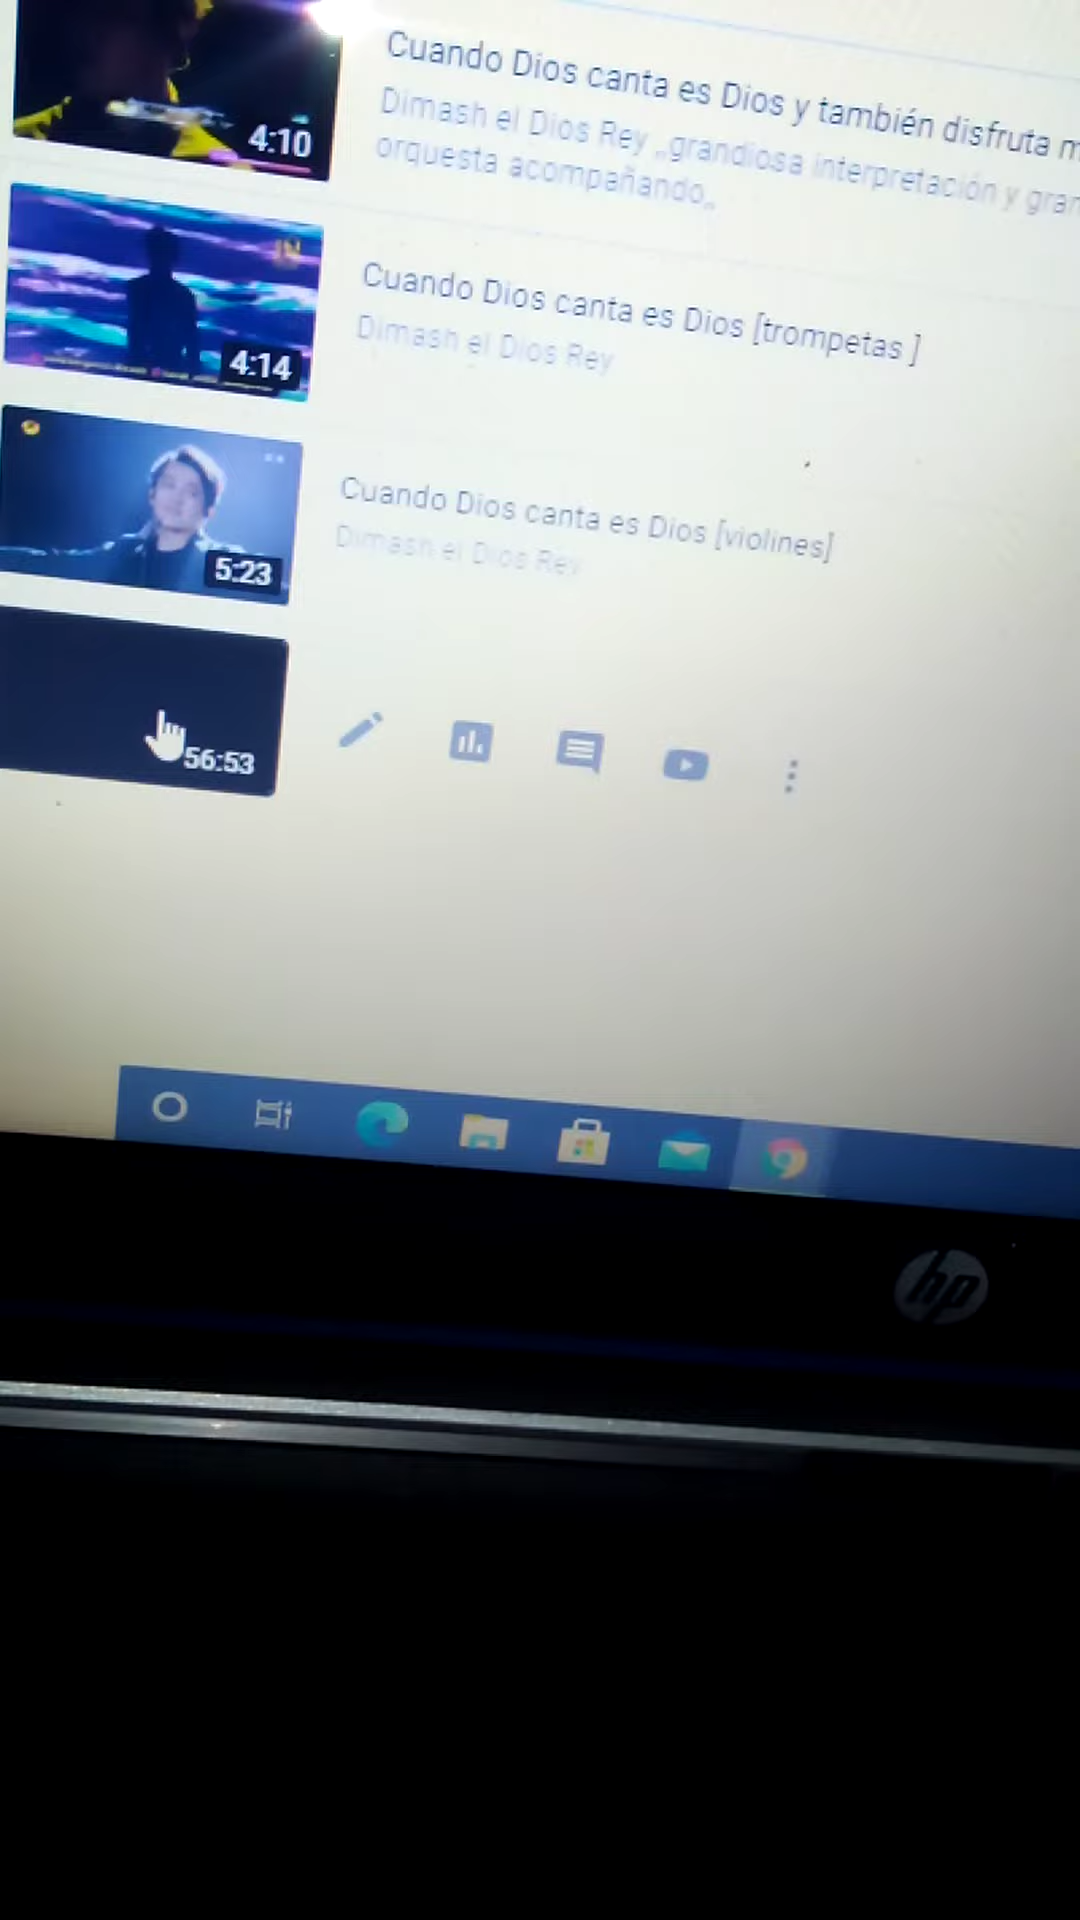 Cuando Dios canta es Dios y también disfruta
Dimash el Dios Rey „grandiosa interpretación y
orquesta acompañando„
4:10
Cuando Dios canta es Dios [trompetas ]
Dimash el Dios Rey
4:14
Cuando Dios canta es Dios [violines]
Dimash el Dios Rey
5:23
56:53
hp